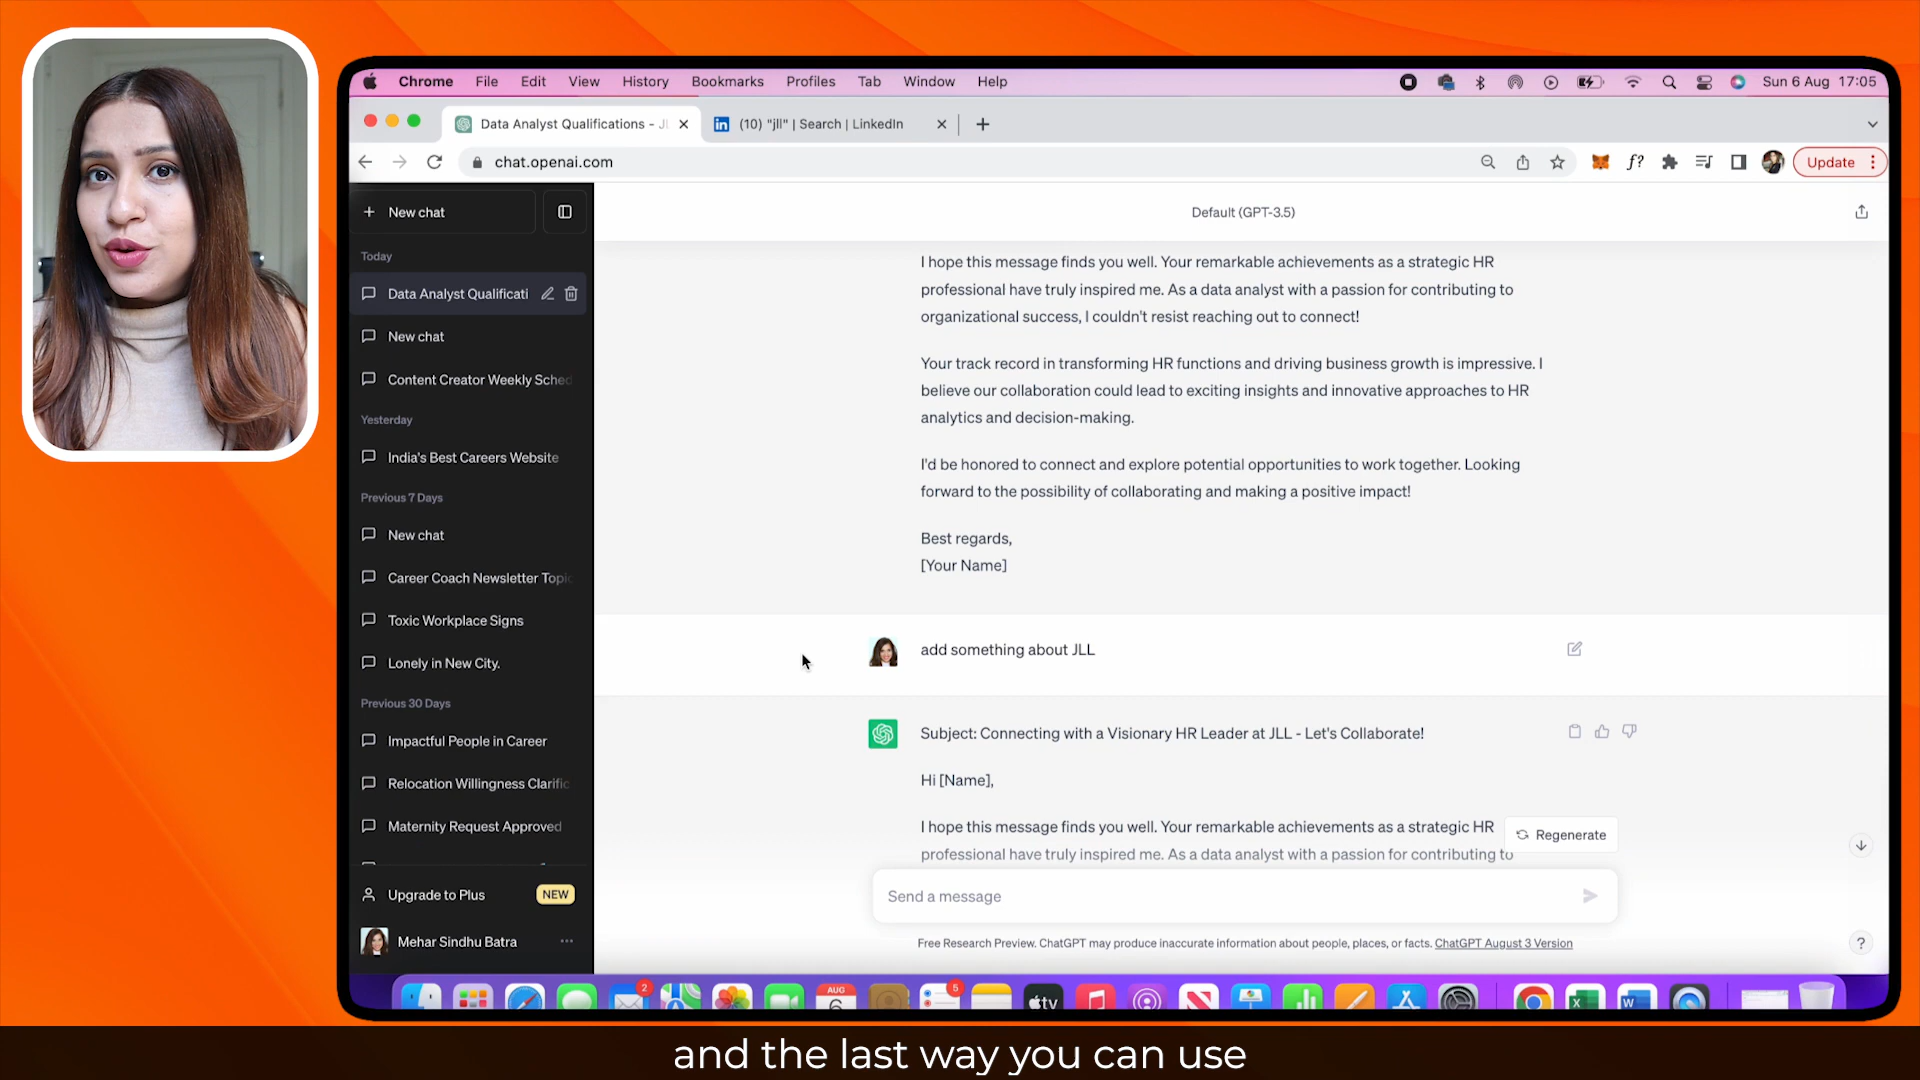 Chrome File Edit View History Bookmarks Profiles Tab Window Help Sun 6 Aug 17:05
Data Analyst Qualifications - JL
(10) "jll" | Search | LinkedIn
chat.openai.com
f?
Update
New chat
Default (GPT-3.5)
Today
Data Analyst Qualificati
New chat
Content Creator Weekly Sched
Yesterday
India's Best Careers Website
Previous 7 Days
New chat
Career Coach Newsletter Topic
Toxic Workplace Signs
Lonely in New City.
Previous 30 Days
Impactful People in Career
Relocation Willingness Clarific
Maternity Request Approved
Upgrade to Plus NEW
Mehar Sindhu Batra
I hope this message finds you well. Your remarkable achievements as a strategic HR
professional have truly inspired me. As a data analyst with a passion for contributing to
organizational success, I couldn't resist reaching out to connect!
Your track record in transforming HR functions and driving business growth is impressive. I
believe our collaboration could lead to exciting insights and innovative approaches to HR
analytics and decision-making.
I'd be honored to connect and explore potential opportunities to work together. Looking
forward to the possibility of collaborating and making a positive impact!
Best regards,
[Your Name]
add something about JLL
Subject: Connecting with a Visionary HR Leader at JLL - Let's Collaborate!
Hi [Name],
I hope this message finds you well. Your remarkable achievements as a strategic HR
professional have truly inspired me. As a data analyst with a passion for contributing to
Regenerate
Send a message
Free Research Preview. ChatGPT may produce inaccurate information about people, places, or facts. ChatGPT August 3 Version
?
2
AUG
6
5
tv
X
W
and the last way you can use